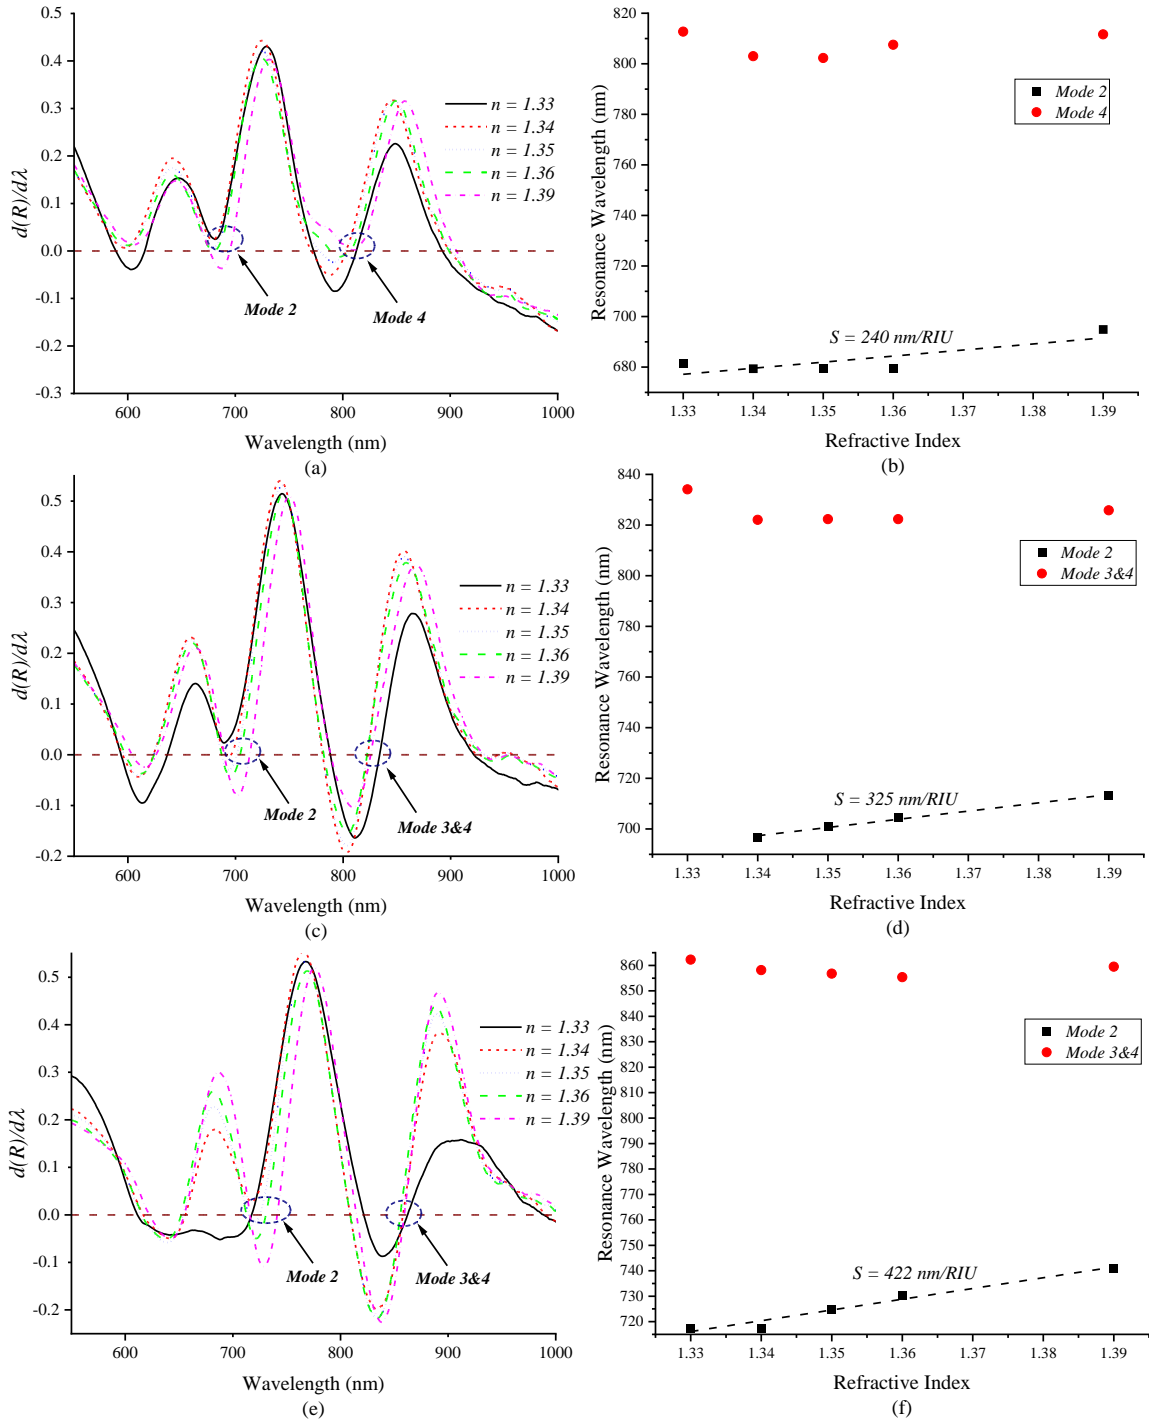 0.5
0.4
0.3
0.2
0.1
0.0
-0.1
-0.2
-0.3
d(R)/dλ
n = 1.33
n = 1.34
n = 1.35
n = 1.36
n = 1.39
Mode 2
Mode 4
600 700 800 900 1000
Wavelength (nm)
(a)
820
800
780
760
740
720
700
680
Resonance Wavelength (nm)
Mode 2
Mode 4
S = 240 nm/RIU
1.33 1.34 1.35 1.36 1.37 1.38 1.39
Refractive Index
(b)
0.5
0.4
0.3
0.2
0.1
0.0
-0.1
-0.2
d(R)/dλ
n = 1.33
n = 1.34
n = 1.35
n = 1.36
n = 1.39
Mode 2
Mode 3&4
600 700 800 900 1000
Wavelength (nm)
(c)
840
820
800
780
760
740
720
700
Resonance Wavelength (nm)
Mode 2
Mode 3&4
S = 325 nm/RIU
1.33 1.34 1.35 1.36 1.37 1.38 1.39
Refractive Index
(d)
0.5
0.4
0.3
0.2
0.1
0.0
-0.1
-0.2
d(R)/dλ
n = 1.33
n = 1.34
n = 1.35
n = 1.36
n = 1.39
Mode 2
Mode 3&4
600 700 800 900 1000
Wavelength (nm)
(e)
860
850
840
830
820
810
800
790
780
770
760
750
740
730
720
Resonance Wavelength (nm)
Mode 2
Mode 3&4
S = 422 nm/RIU
1.33 1.34 1.35 1.36 1.37 1.38 1.39
Refractive Index
(f)